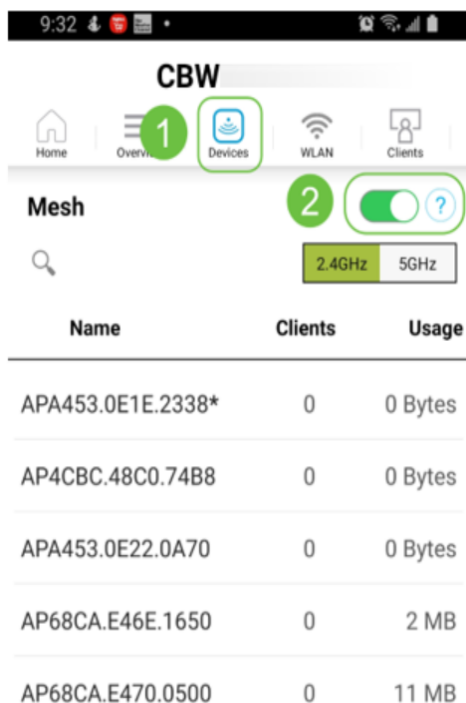 9:32
CBW
1
Home Overvi Devices WLAN Clients
Mesh 2 ?
2.4GHz 5GHz
Name Clients Usage
APA453.0E1E.2338* 0 0 Bytes
AP4CBC.48C0.74B8 0 0 Bytes
APA453.0E22.0A70 0 0 Bytes
AP68CA.E46E.1650 0 2 MB
AP68CA.E470.0500 0 11 MB